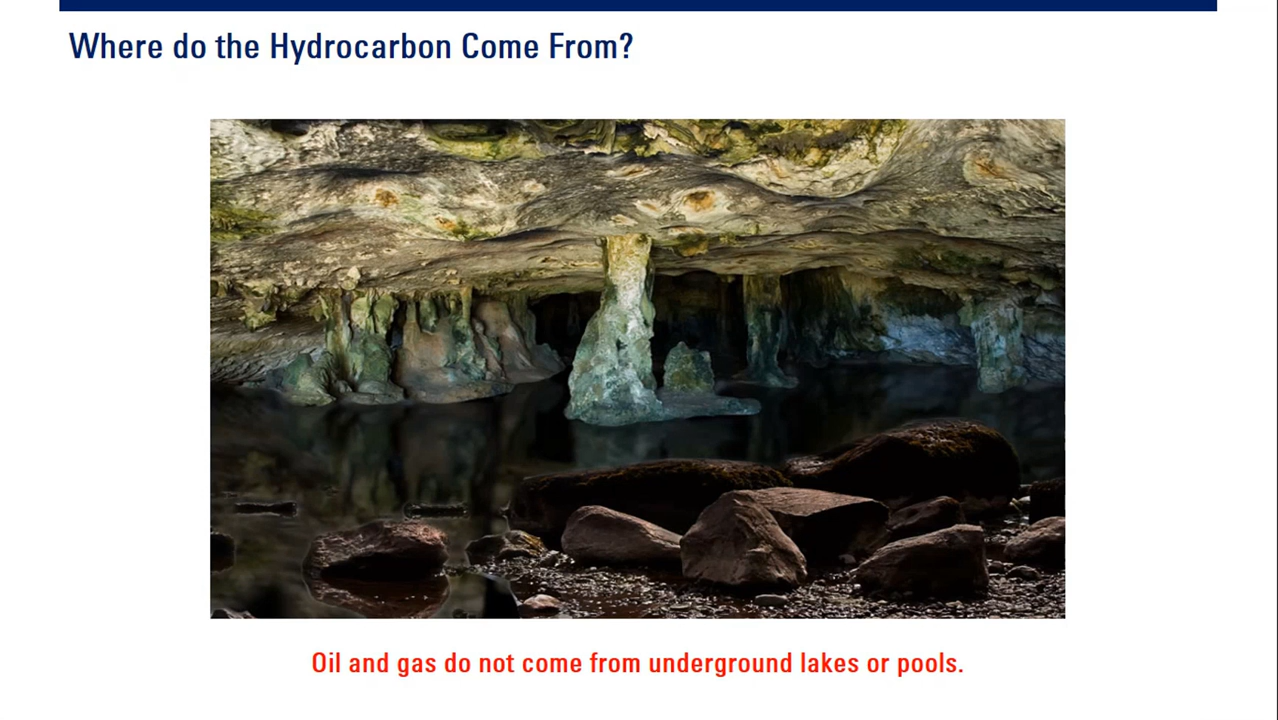 Where do the Hydrocarbon Come From?
Oil and gas do not come from underground lakes or pools.